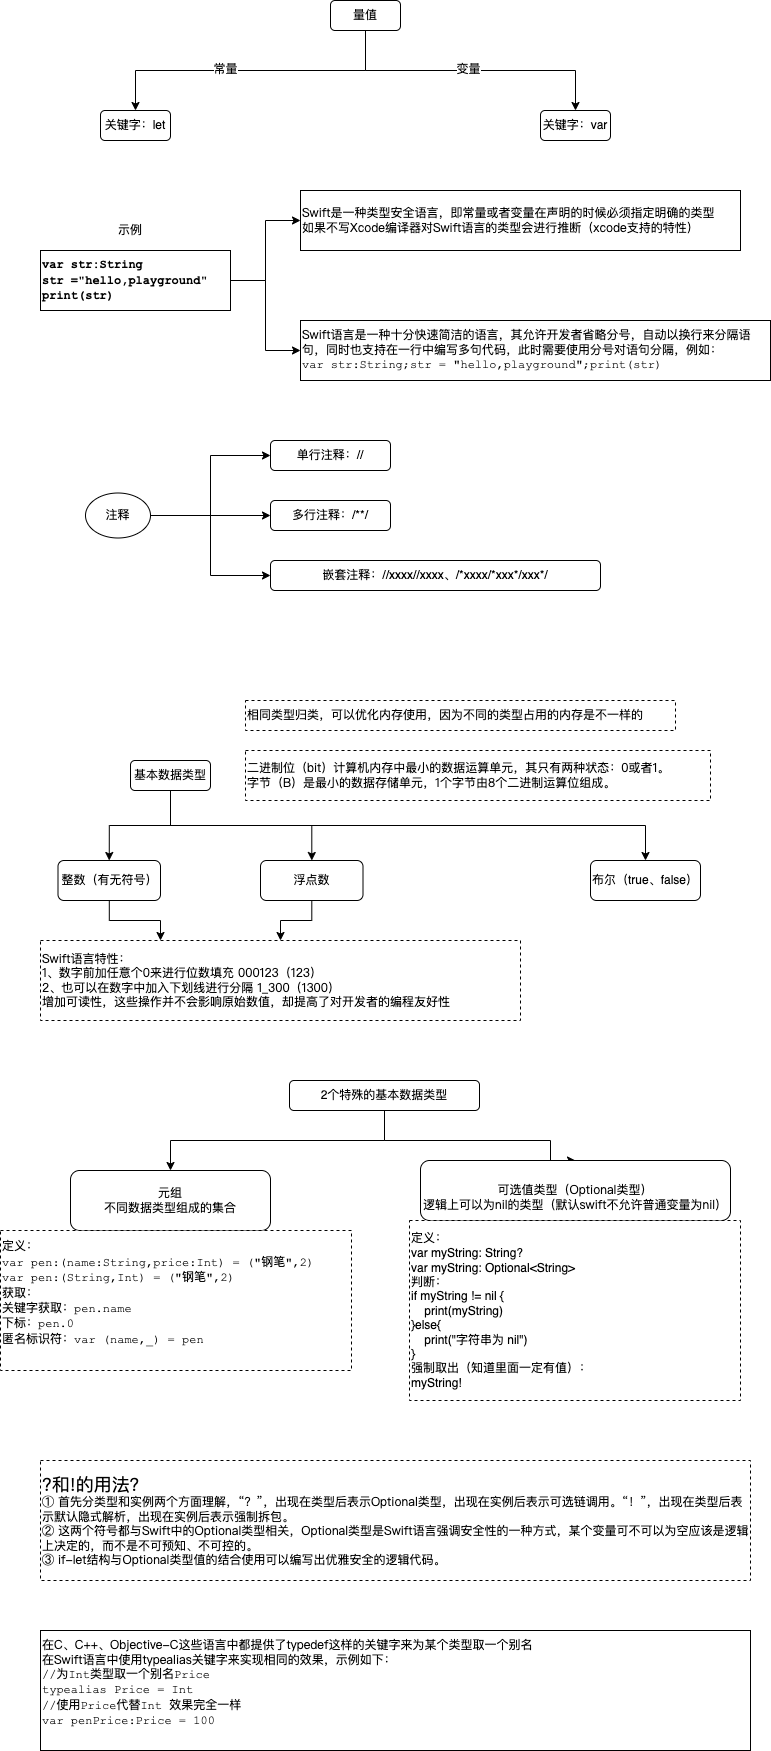 量值
常量
变量
关键字：let
关键字：var
示例
var str:String
str ="hello,playground"
print(str)
Swift是一种类型安全语言，即常量或者变量在声明的时候必须指定明确的类型
如果不写Xcode编译器对Swift语言的类型会进行推断（xcode支持的特性）
Swift语言是一种十分快速简洁的语言，其允许开发者省略分号，自动以换行来分隔语
句，同时也支持在一行中编写多句代码，此时需要使用分号对语句分隔，例如：
var str:String;str = "hello,playground";print(str)
注释
单行注释：//
多行注释：/**/
嵌套注释：//xxxx//xxxx、/*xxxx/*xxx*/xxx*/
相同类型归类，可以优化内存使用，因为不同的类型占用的内存是不一样的
基本数据类型
二进制位（bit）计算机内存中最小的数据运算单元，其只有两种状态：0或者1。
字节（B）是最小的数据存储单元，1个字节由8个二进制运算位组成。
整数（有无符号）
浮点数
布尔（true、false）
Swift语言特性：
1、数字前加任意个0来进行位数填充 000123（123）
2、也可以在数字中加入下划线进行分隔 1_300（1300）
增加可读性，这些操作并不会影响原始数值，却提高了对开发者的编程友好性
2个特殊的基本数据类型
元组
不同数据类型组成的集合
可选值类型（Optional类型）
逻辑上可以为nil的类型（默认swift不允许普通变量为nil）
定义：
var pen:(name:String,price:Int) = ("钢笔",2)
var pen:(String,Int) = ("钢笔",2)
获取：
关键字获取：pen.name
下标：pen.0
匿名标识符：var (name,_) = pen
定义：
var myString: String?
var myString: Optional<String>
判断：
if myString != nil {
print(myString)
}else{
print("字符串为 nil")
}
强制取出（知道里面一定有值）：
myString!
?和!的用法?
① 首先分类型和实例两个方面理解，“？”，出现在类型后表示Optional类型，出现在实例后表示可选链调用。“！”，出现在类型后表
示默认隐式解析，出现在实例后表示强制拆包。
② 这两个符号都与Swift中的Optional类型相关，Optional类型是Swift语言强调安全性的一种方式，某个变量可不可以为空应该是逻辑
上决定的，而不是不可预知、不可控的。
③ if-let结构与Optional类型值的结合使用可以编写出优雅安全的逻辑代码。
在C、C++、Objective-C这些语言中都提供了typedef这样的关键字来为某个类型取一个别名
在Swift语言中使用typealias关键字来实现相同的效果，示例如下：
//为Int类型取一个别名Price
typealias Price = Int
//使用Price代替Int 效果完全一样
var penPrice:Price = 100